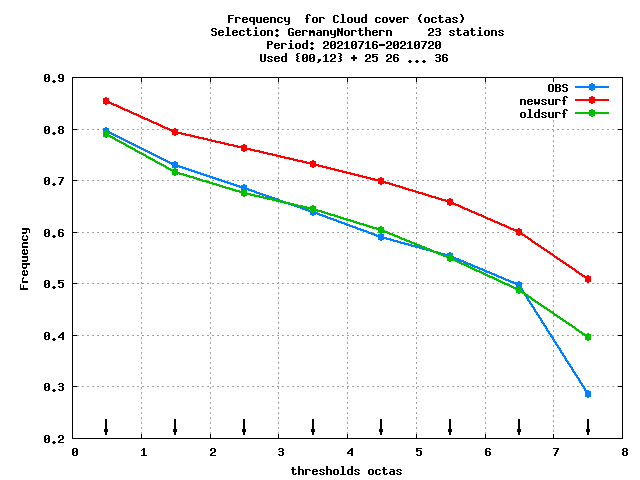 Frequency  for Cloud cover (octas)
Selection: GermanyNorthern     23 stations
Period: 20210716-20210720
Used {00,12} + 25 26 ... 36
OBS
newsurf
oldsurf
0.9
0.8
0.7
0.6
0.5
0.4
0.3
0.2
Frequency
0 1 2 3 4 5 6 7 8
thresholds octas